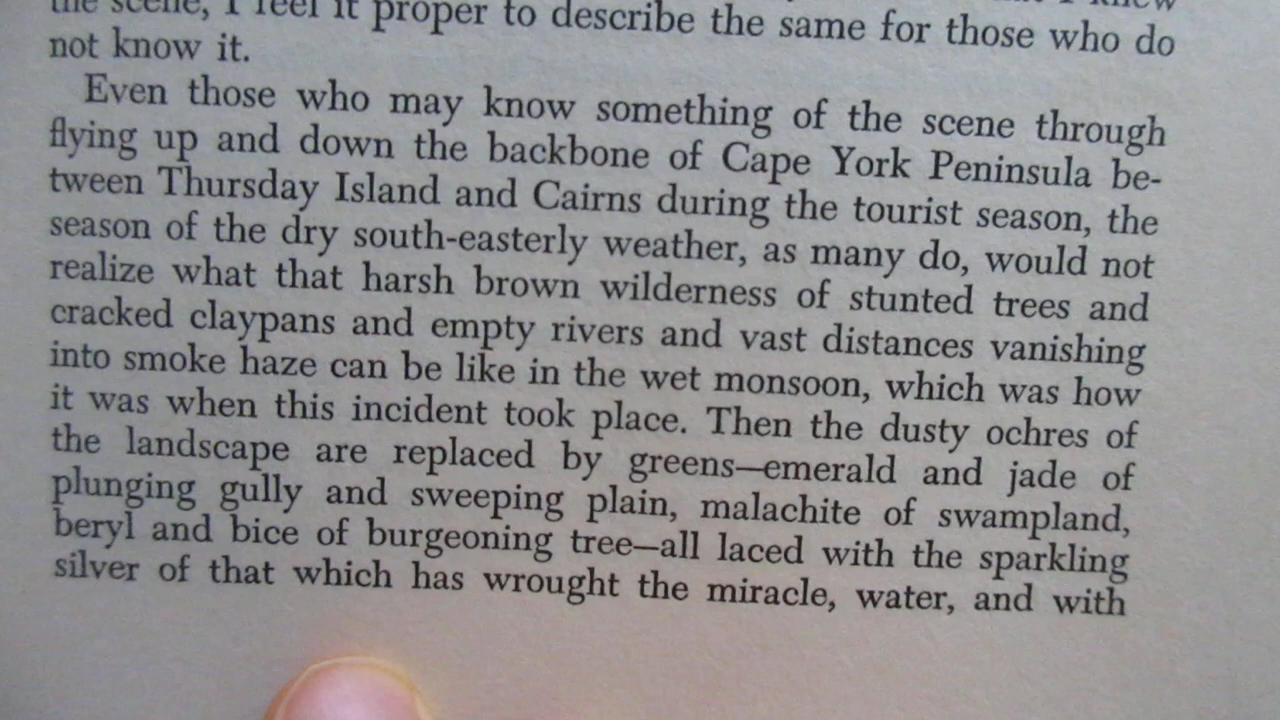 the scene, I feel it proper to describe the same for those who do
not know it.
Even those who may know something of the scene through
flying up and down the backbone of Cape York Peninsula be-
tween Thursday Island and Cairns during the tourist season, the
season of the dry south-easterly weather, as many do, would not
realize what that harsh brown wilderness of stunted trees and
cracked claypans and empty rivers and vast distances vanishing
into smoke haze can be like in the wet monsoon, which was how
it was when this incident took place. Then the dusty ochres of
the landscape are replaced by greens—emerald and jade of
plunging gully and sweeping plain, malachite of swampland,
beryl and bice of burgeoning tree—all laced with the sparkling
silver of that which has wrought the miracle, water, and with